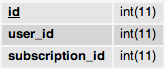 id int(11)
user_id int(11)
subscription_id int(11)